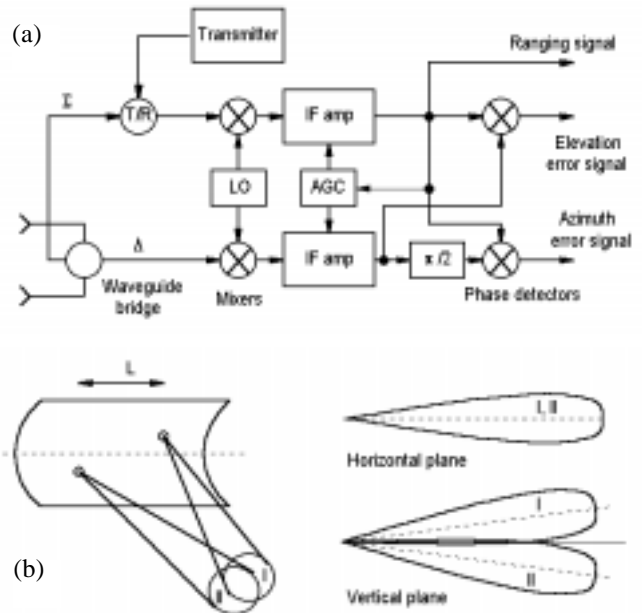 (a)
Transmitter
Ranging signal
Σ
T/R
IF amp
Elevation
error signal
LO
AGC
Azimuth
error signal
Δ
IF amp
π /2
Waveguide
bridge
Mixers
Phase detectors
L
I, II
Horizontal plane
I
I
II
(b)
II
Vertical plane